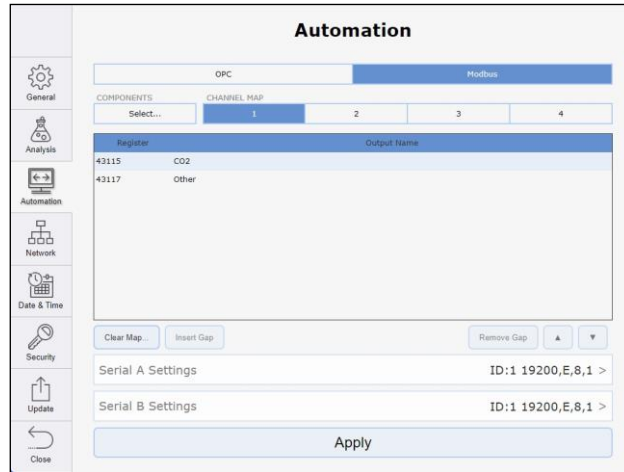 Automation
General
Analysis
Automation
Network
Date & Time
Security
Update
Close
OPC Modbus
COMPONENTS CHANNEL MAP
Select... 1 2 3 4
Register Output Name
43115 CO2
43117 Other
Clear Map... Insert Gap Remove Gap ▲ ▼
Serial A Settings ID:1 19200,E,8,1 >
Serial B Settings ID:1 19200,E,8,1 >
Apply